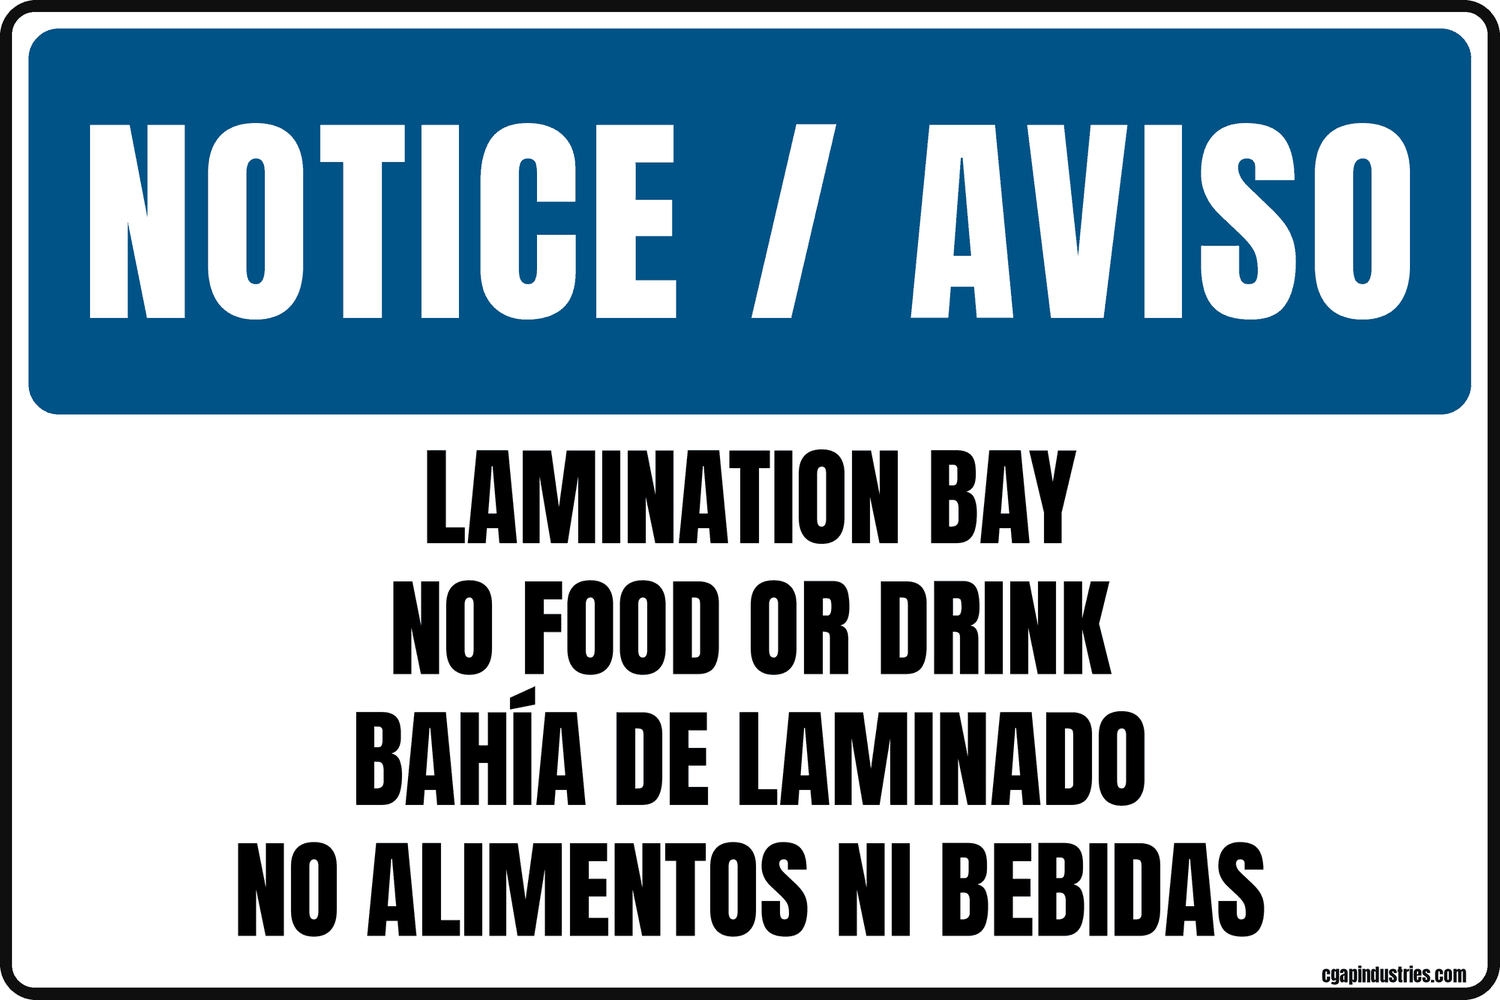 NOTICE / AVISO
LAMINATION BAY
NO FOOD OR DRINK
BAHÍA DE LAMINADO
NO ALIMENTOS NI BEBIDAS
cgapindustries.com